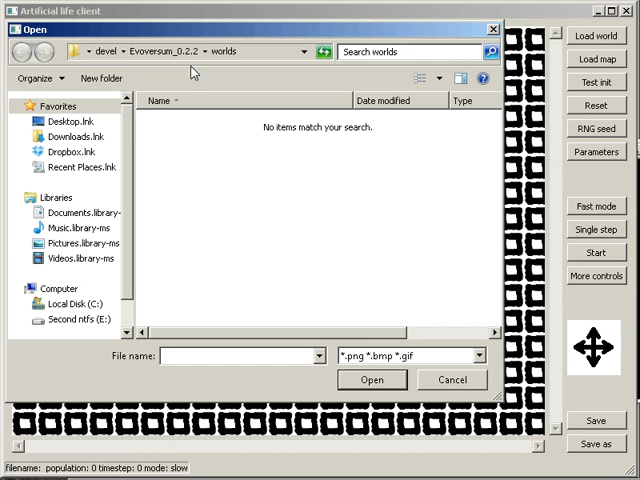 Artificial life client
Open
devel Evoversum_0.2.2 worlds
Search worlds
Organize New folder
Favorites
Desktop.lnk
Downloads.lnk
Dropbox.lnk
Recent Places.lnk
Libraries
Documents.library-
Music.library-ms
Pictures.library-ms
Videos.library-ms
Computer
Local Disk (C:)
Second ntfs (E:)
Name Date modified Type
No items match your search.
File name: *.png *.bmp *.gif
Open Cancel
Load world
Load map
Test init
Reset
RNG seed
Parameters
Fast mode
Single step
Start
More controls
Save
Save as
filename: population: 0 timestep: 0 mode: slow